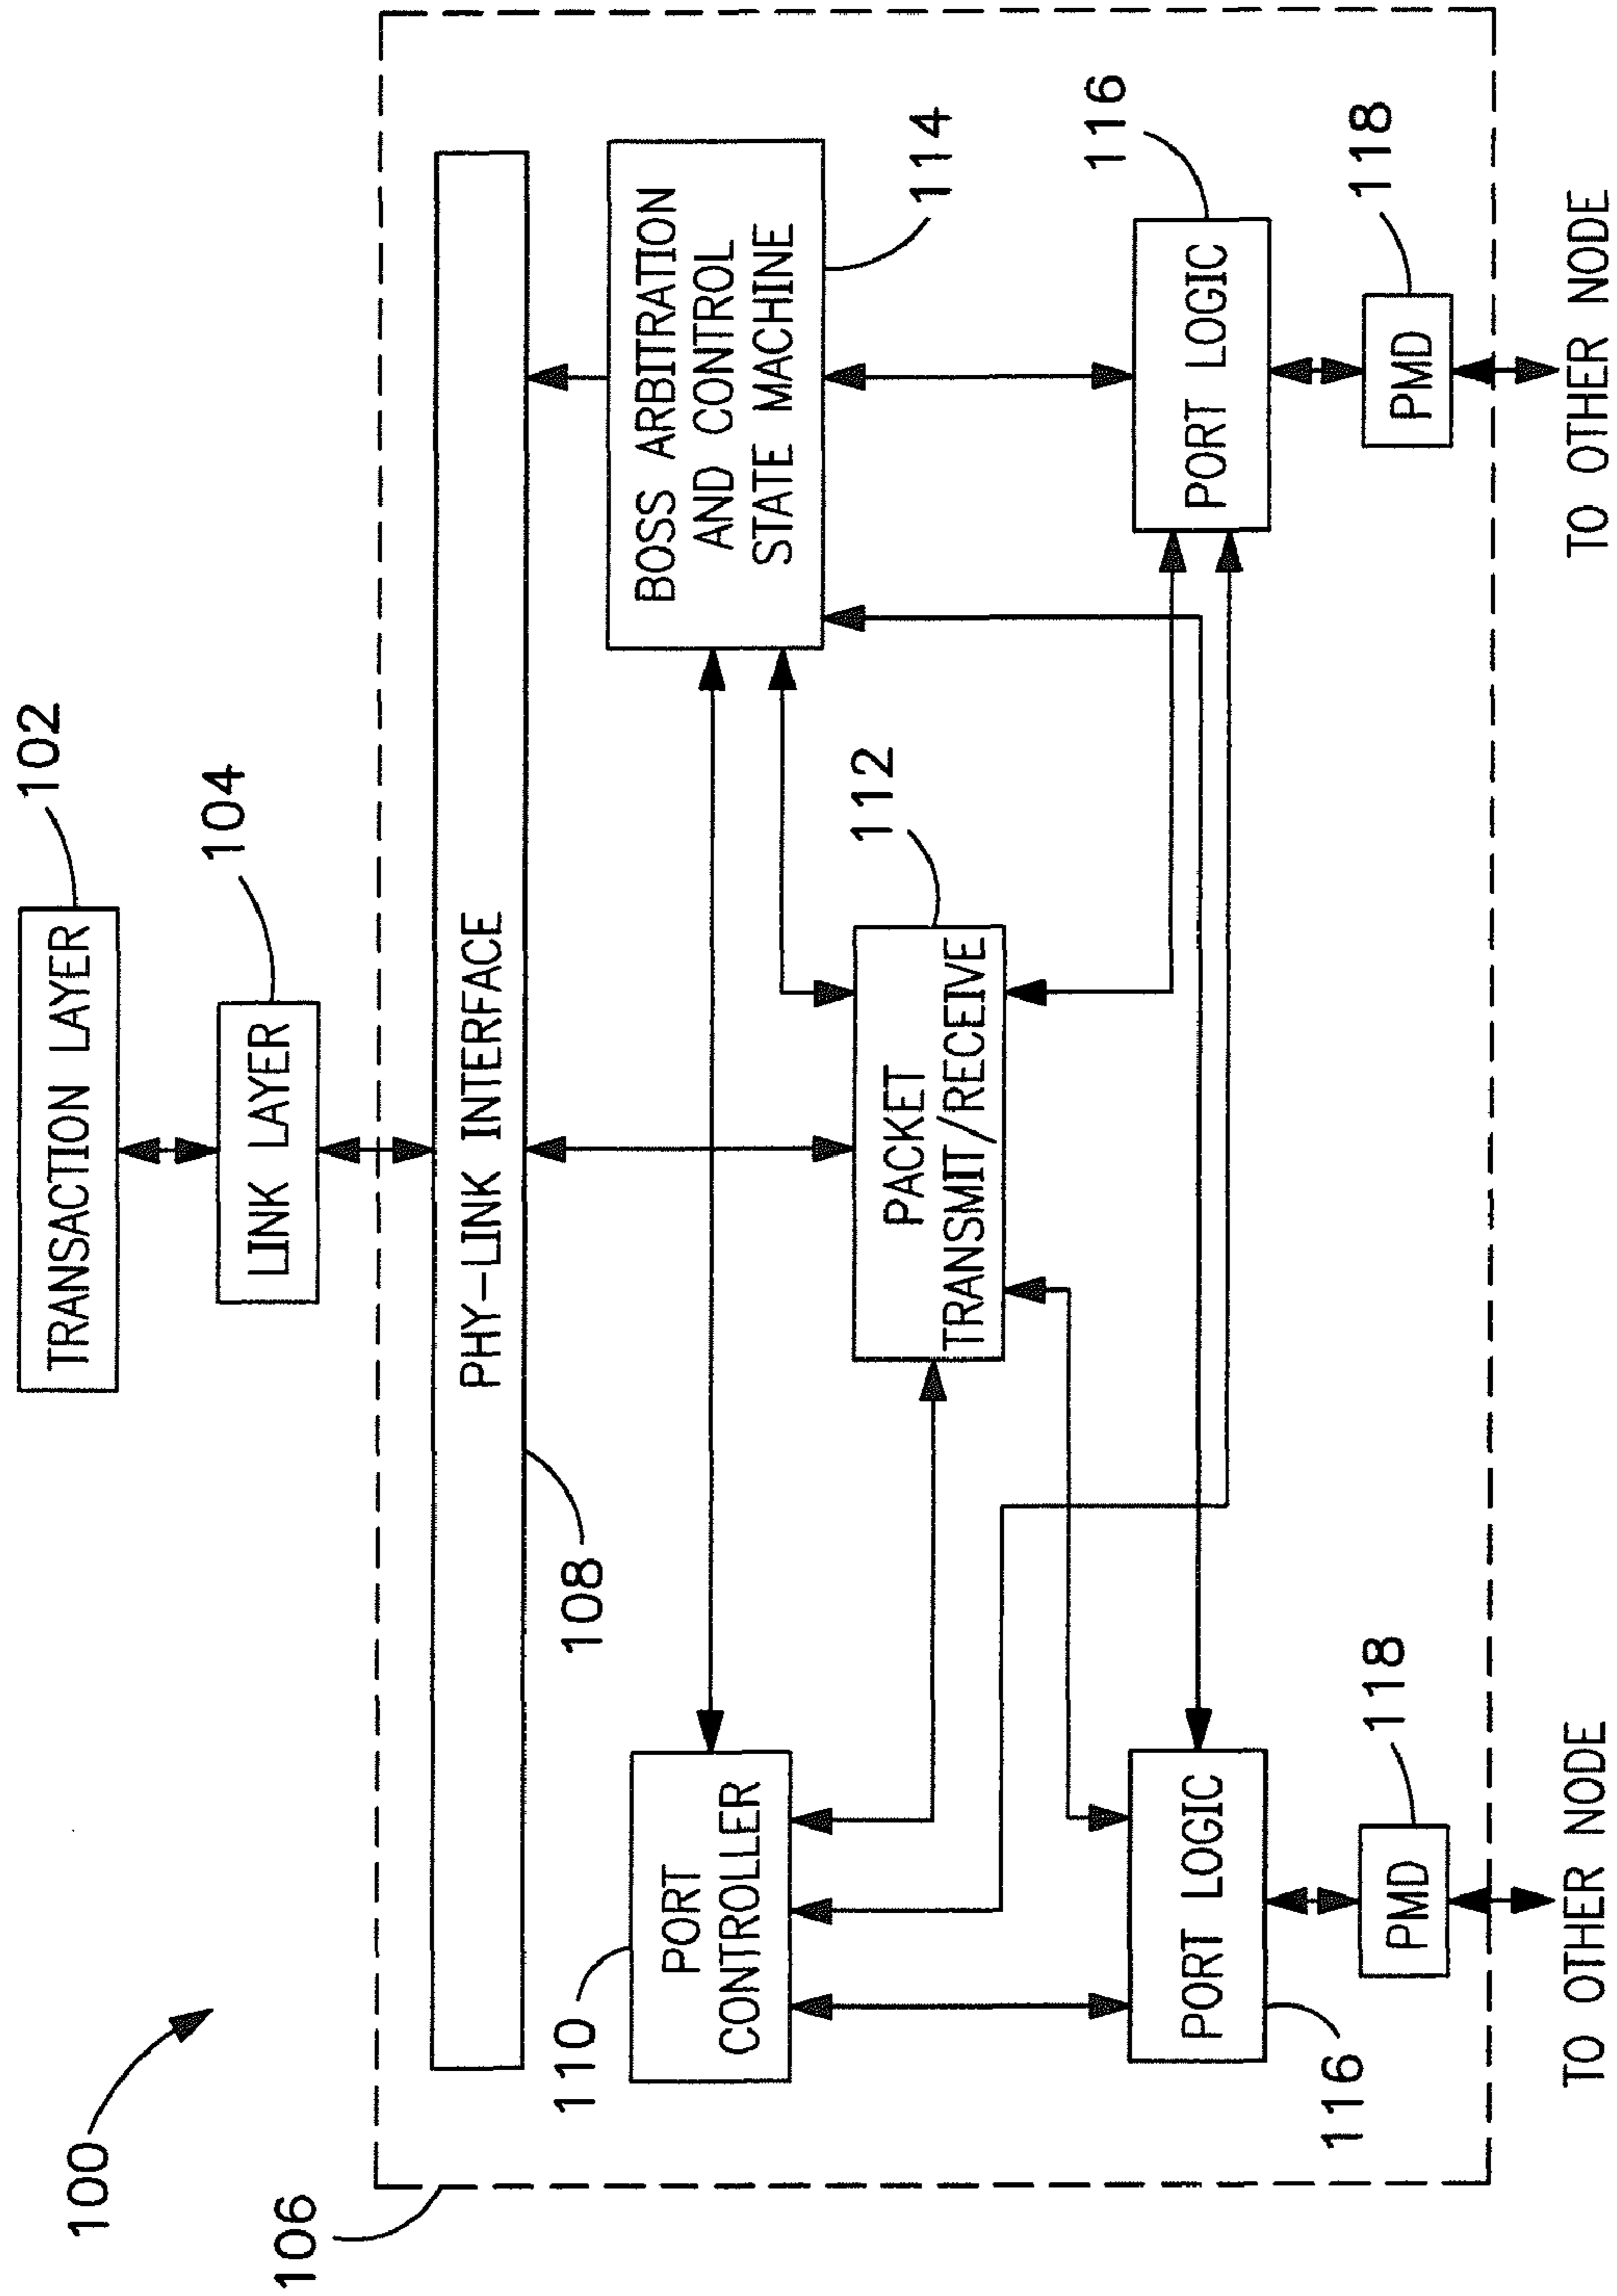 100
TRANSACTION LAYER
102
LINK LAYER
104
106
PHY-LINK INTERFACE
108
110
PORT
CONTROLLER
BOSS ARBITRATION
AND CONTROL
STATE MACHINE
114
112
PACKET
TRANSMIT/RECEIVE
PORT LOGIC
116
PORT LOGIC
116
PMD
118
PMD
118
TO OTHER NODE
TO OTHER NODE